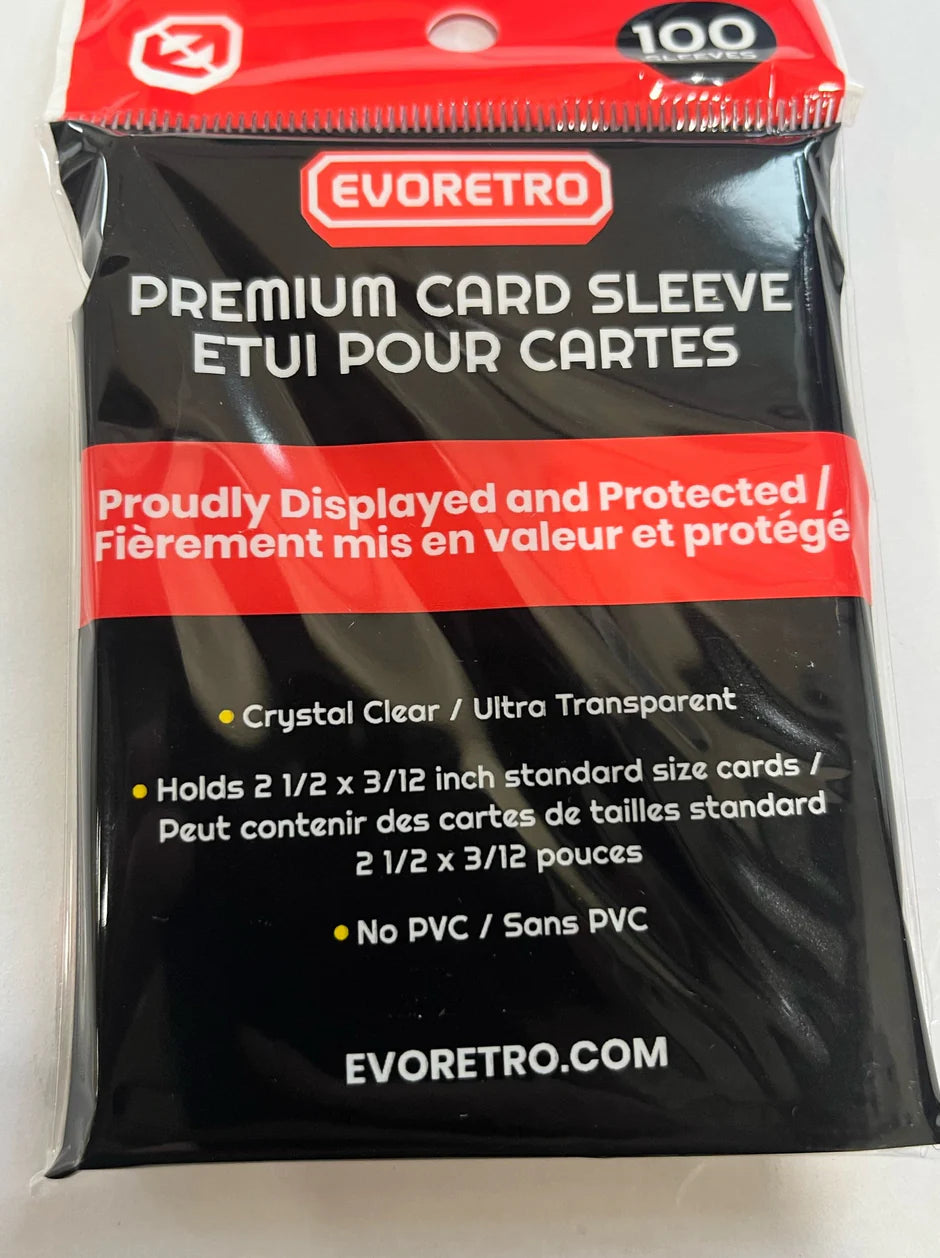 100
SLEEVES
EVORETRO
PREMIUM CARD SLEEVE
ETUI POUR CARTES
Proudly Displayed and Protected /
Fièrement mis en valeur et protégé
• Crystal Clear / Ultra Transparent
• Holds 2 1/2 x 3/12 inch standard size cards /
Peut contenir des cartes de tailles standard
2 1/2 x 3/12 pouces
• No PVC / Sans PVC
EVORETRO.COM